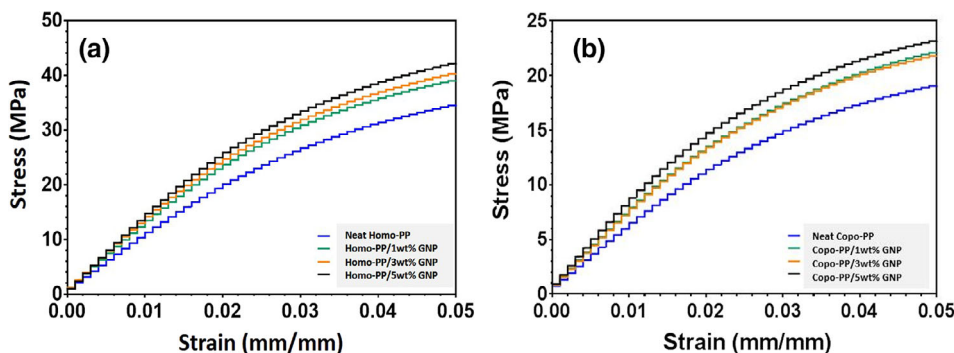 (a)
Stress (MPa)
50
40
30
20
10
0
0.00 0.01 0.02 0.03 0.04 0.05
Strain (mm/mm)
Neat Homo-PP
Homo-PP/1wt% GNP
Homo-PP/3wt% GNP
Homo-PP/5wt% GNP
(b)
Stress (MPa)
25
20
15
10
5
0
0.00 0.01 0.02 0.03 0.04 0.05
Strain (mm/mm)
Neat Copo-PP
Copo-PP/1wt% GNP
Copo-PP/3wt% GNP
Copo-PP/5wt% GNP